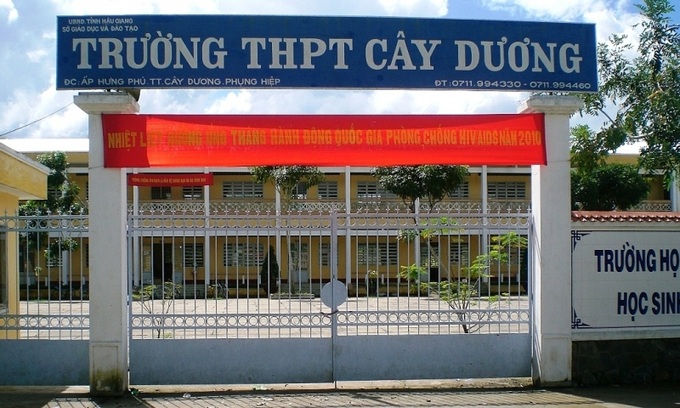 UBND.TỈNH HẬU GIANG
SỞ GIÁO DỤC VÀ ĐÀO TẠO
TRƯỜNG THPT CÂY DƯƠNG
ĐC: ẤP HƯNG PHÚ .TT.CÂY DƯƠNG.PHỤNG HIỆP
ĐT: 0711.994330 - 0711.994460
NHIỆT LIỆT HƯỞNG ỨNG THÁNG HÀNH ĐỘNG QUỐC GIA PHÒNG CHỐNG HIV AIDS NĂM 2010
TRƯỜNG HỌ
HỌC SINH